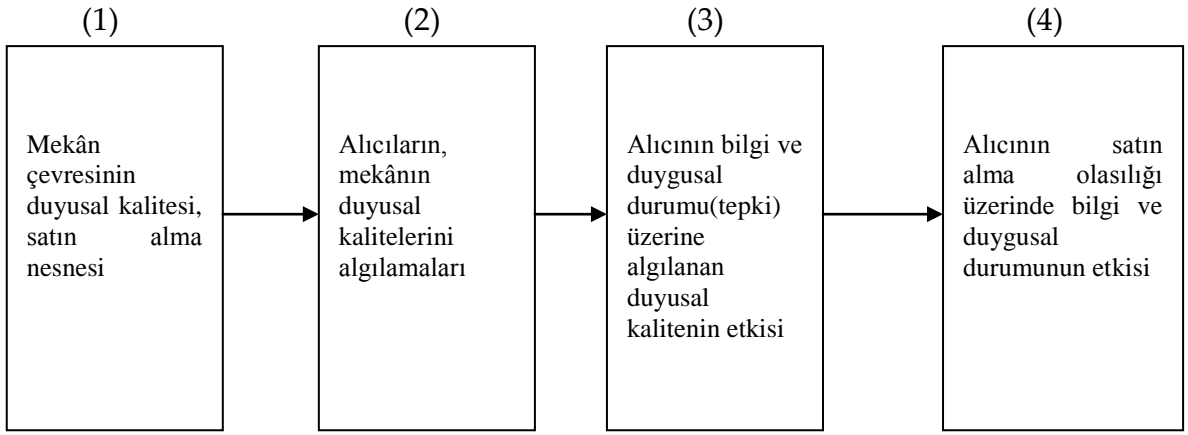 (1)
(2)
(3)
(4)
Mekân
çevresinin
duyusal kalitesi,
satın alma
nesnesi
Alıcıların,
mekânın
duyusal
kalitelerini
algılamaları
Alıcının bilgi ve
duygusal
durumu(tepki)
üzerine
algılanan
duyusal
kalitenin etkisi
Alıcının satın
alma olasılığı
üzerinde bilgi ve
duygusal
durumunun etkisi